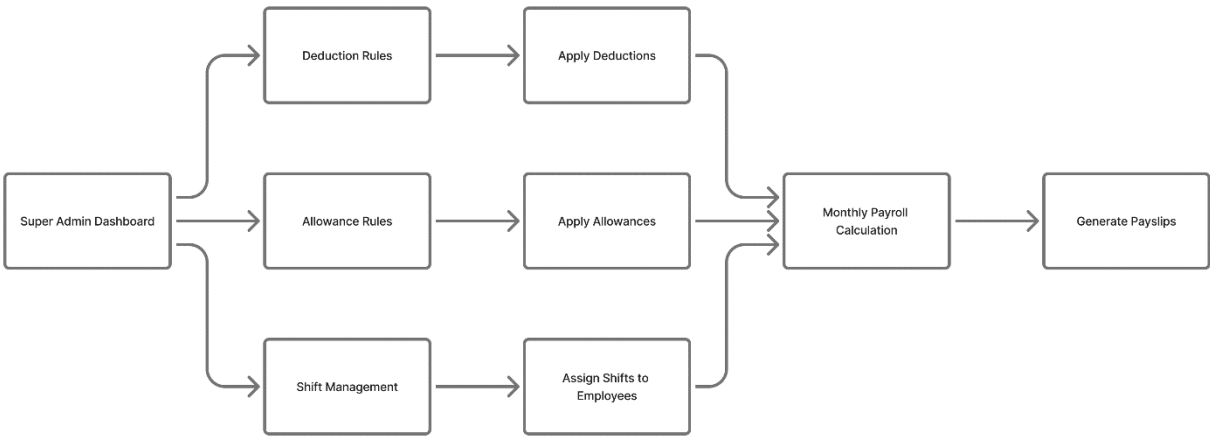 Deduction Rules
Apply Deductions
Super Admin Dashboard
Allowance Rules
Apply Allowances
Monthly Payroll
Calculation
Generate Payslips
Shift Management
Assign Shifts to
Employees